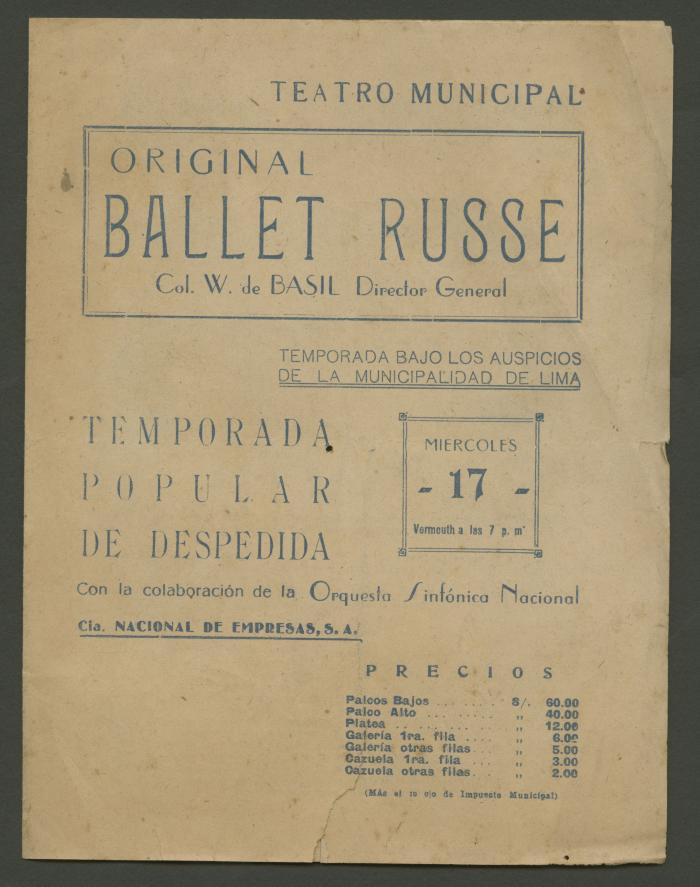 TEATRO MUNICIPAL
ORIGINAL
BALLET RUSSE
Col. W. de BASIL Director General
TEMPORADA BAJO LOS AUSPICIOS
DE LA MUNICIPALIDAD DE LIMA
TEMPORADA
POPULAR
DE DESPEDIDA
MIERCOLES
- 17 -
Vermouth a las 7 p. m
Con la colaboración de la Orquesta Sinfónica Nacional
Cia. NACIONAL DE EMPRESAS, S. A.
PRECIOS
Palcos Bajos ........ S/. 60.00
Palco Alto ......... ,, 40.00
Platea .. .. .. .. .. ,, 12.00
Galería 1ra. fila .... ,, 6.00
Galería otras filas.. ,, 5.00
Cazuela 1ra. fila ... ,, 3.00
Cazuela otras filas.. ,, 2.00
(MÁs el 10 o|o de Impuesto Municipal)